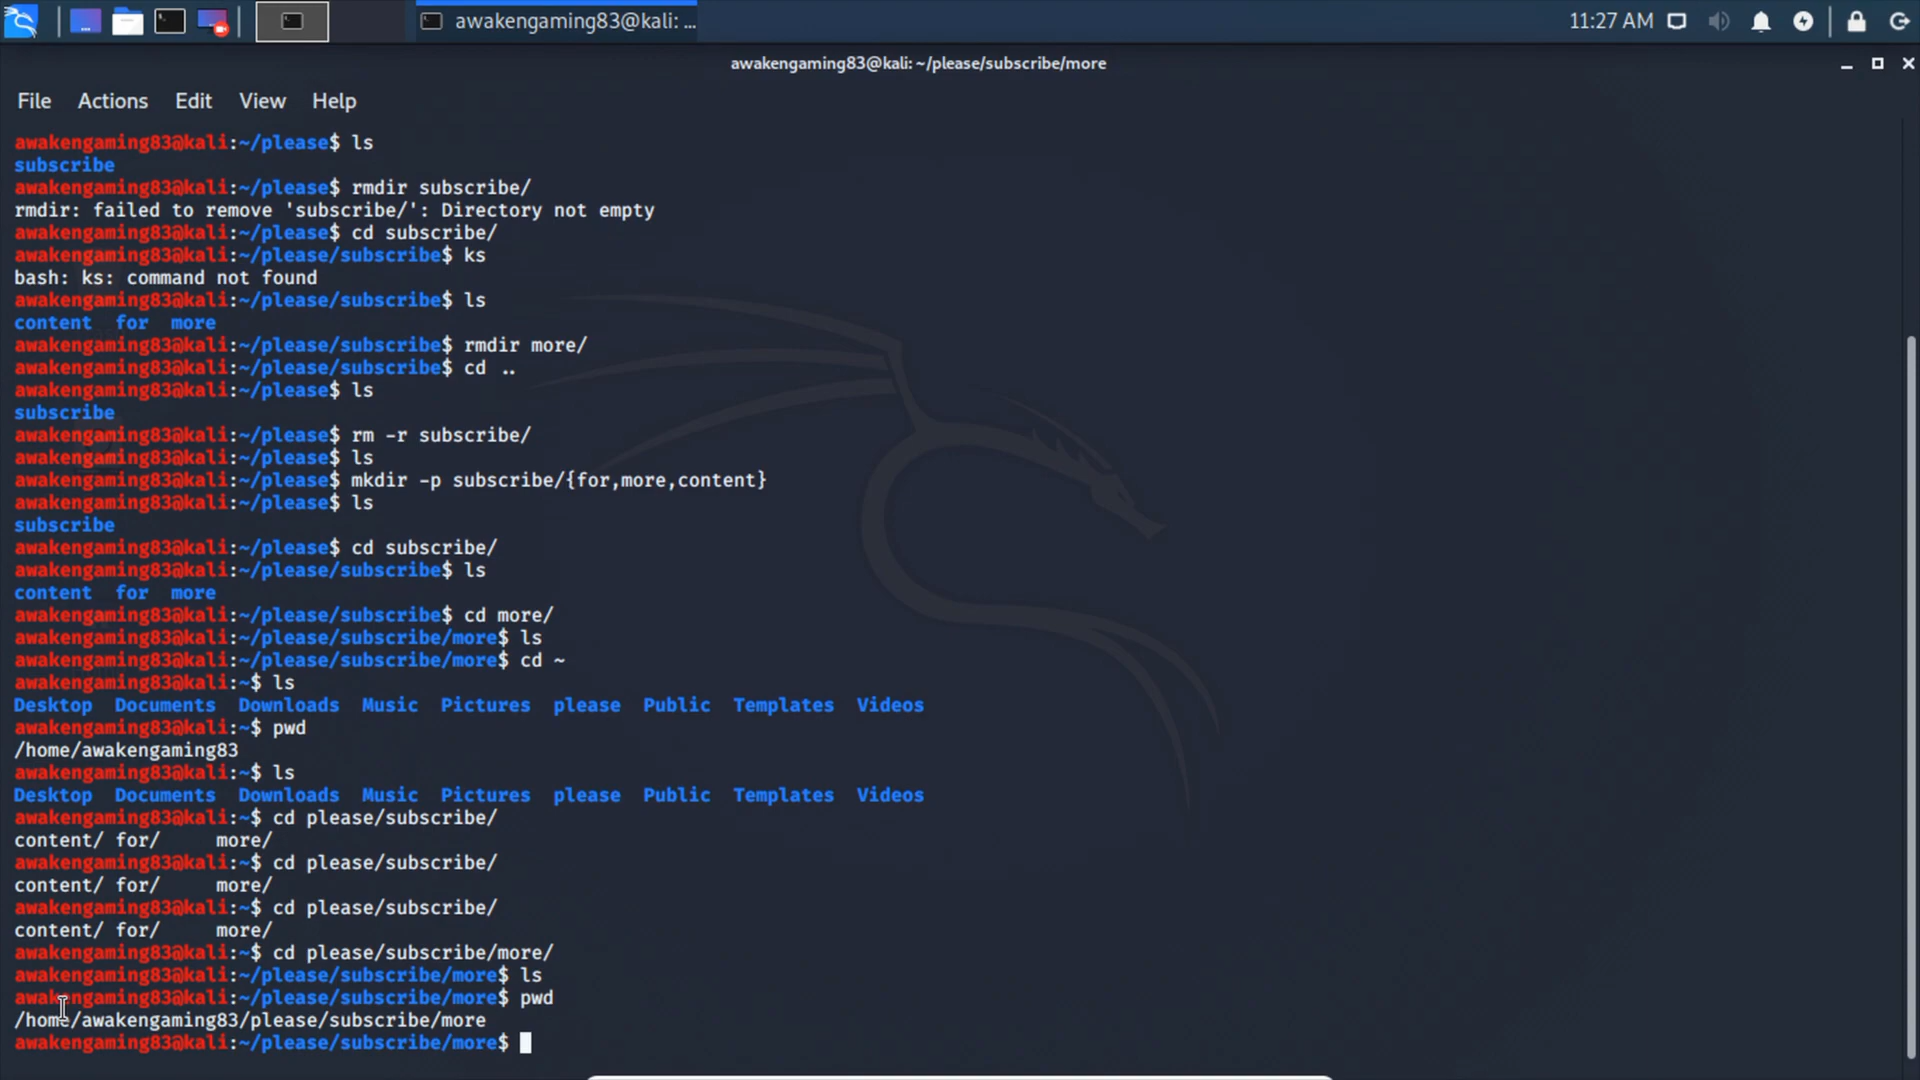 awakengaming83@kali: ...
11:27 AM
awakengaming83@kali: ~/please/subscribe/more
File Actions Edit View Help
awakengaming83@kali:~/please$ ls
subscribe
awakengaming83@kali:~/please$ rmdir subscribe/
rmdir: failed to remove 'subscribe/': Directory not empty
awakengaming83@kali:~/please$ cd subscribe/
awakengaming83@kali:~/please/subscribe$ ks
bash: ks: command not found
awakengaming83@kali:~/please/subscribe$ ls
content for more
awakengaming83@kali:~/please/subscribe$ rmdir more/
awakengaming83@kali:~/please/subscribe$ cd ..
awakengaming83@kali:~/please$ ls
subscribe
awakengaming83@kali:~/please$ rm -r subscribe/
awakengaming83@kali:~/please$ ls
awakengaming83@kali:~/please$ mkdir -p subscribe/{for,more,content}
awakengaming83@kali:~/please$ ls
subscribe
awakengaming83@kali:~/please$ cd subscribe/
awakengaming83@kali:~/please/subscribe$ ls
content for more
awakengaming83@kali:~/please/subscribe$ cd more/
awakengaming83@kali:~/please/subscribe/more$ ls
awakengaming83@kali:~/please/subscribe/more$ cd ~
awakengaming83@kali:~$ ls
Desktop Documents Downloads Music Pictures please Public Templates Videos
awakengaming83@kali:~$ pwd
/home/awakengaming83
awakengaming83@kali:~$ ls
Desktop Documents Downloads Music Pictures please Public Templates Videos
awakengaming83@kali:~$ cd please/subscribe/
content/ for/ more/
awakengaming83@kali:~$ cd please/subscribe/
content/ for/ more/
awakengaming83@kali:~$ cd please/subscribe/
content/ for/ more/
awakengaming83@kali:~$ cd please/subscribe/more/
awakengaming83@kali:~/please/subscribe/more$ ls
awakengaming83@kali:~/please/subscribe/more$ pwd
/home/awakengaming83/please/subscribe/more
awakengaming83@kali:~/please/subscribe/more$